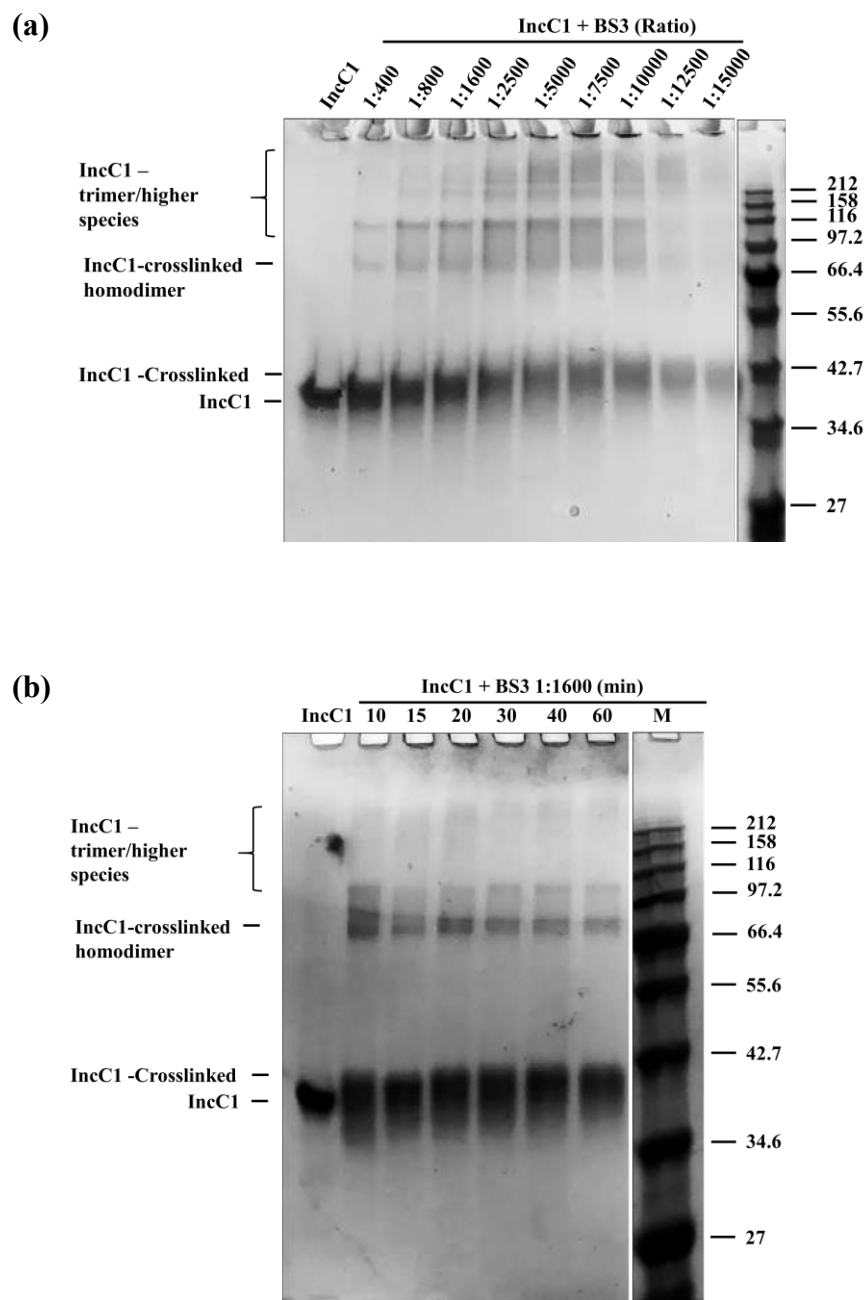 (a)
IncC1 + BS3 (Ratio)
IncC1 1:400 1:800 1:1600 1:2500 1:5000 1:7500 1:10000 1:12500 1:15000
IncC1 –
trimer/higher
species
IncC1-crosslinked
homodimer
IncC1 -Crosslinked
IncC1
212
158
116
97.2
66.4
55.6
42.7
34.6
27
(b)
IncC1 + BS3 1:1600 (min)
IncC1 10 15 20 30 40 60 M
IncC1 –
trimer/higher
species
IncC1-crosslinked
homodimer
IncC1 -Crosslinked
IncC1
212
158
116
97.2
66.4
55.6
42.7
34.6
27